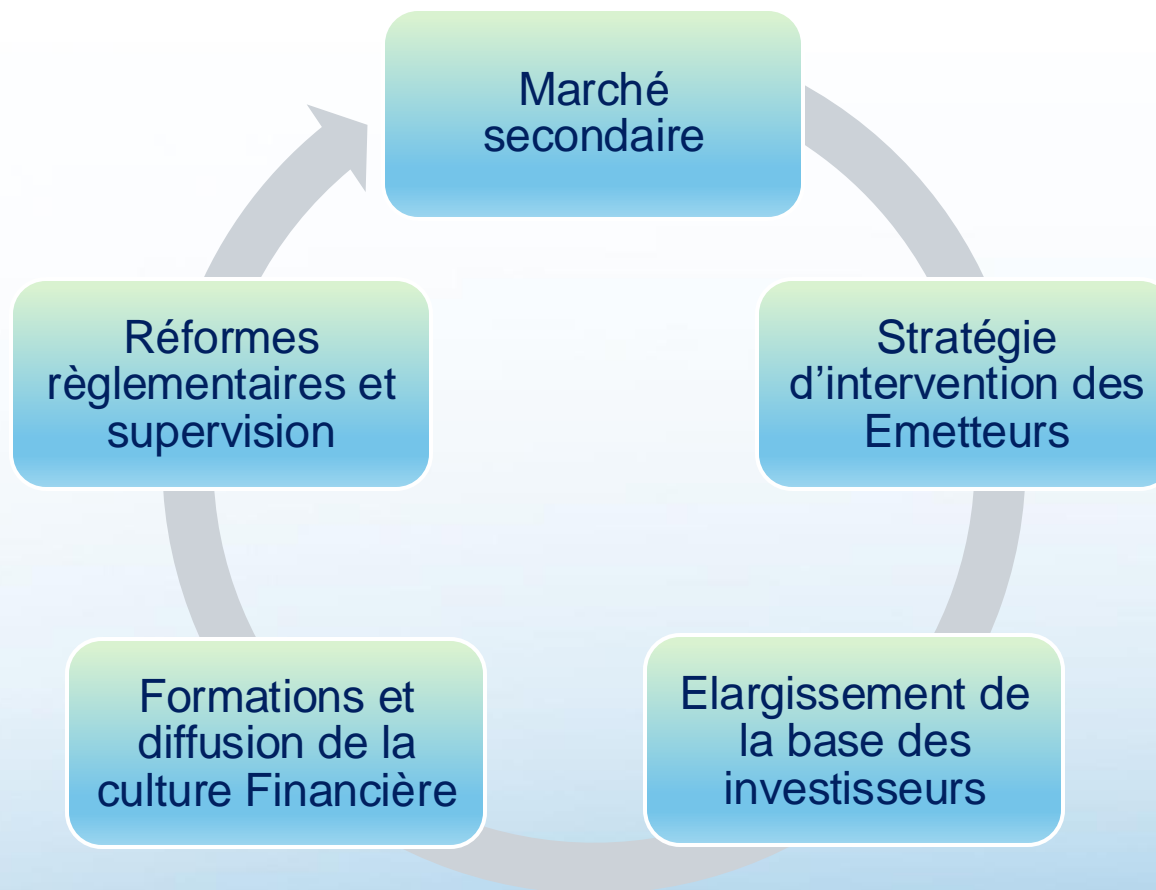 Marché
secondaire
Stratégie
d’intervention des
Emetteurs
Elargissement de
la base des
investisseurs
Formations et
diffusion de la
culture Financière
Réformes
règlementaires et
supervision